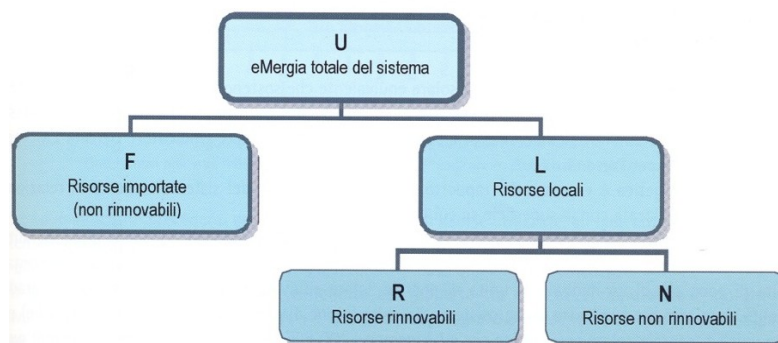 U
eMergia totale del sistema
F
Risorse importate
(non rinnovabili)
L
Risorse locali
R
Risorse rinnovabili
N
Risorse non rinnovabili